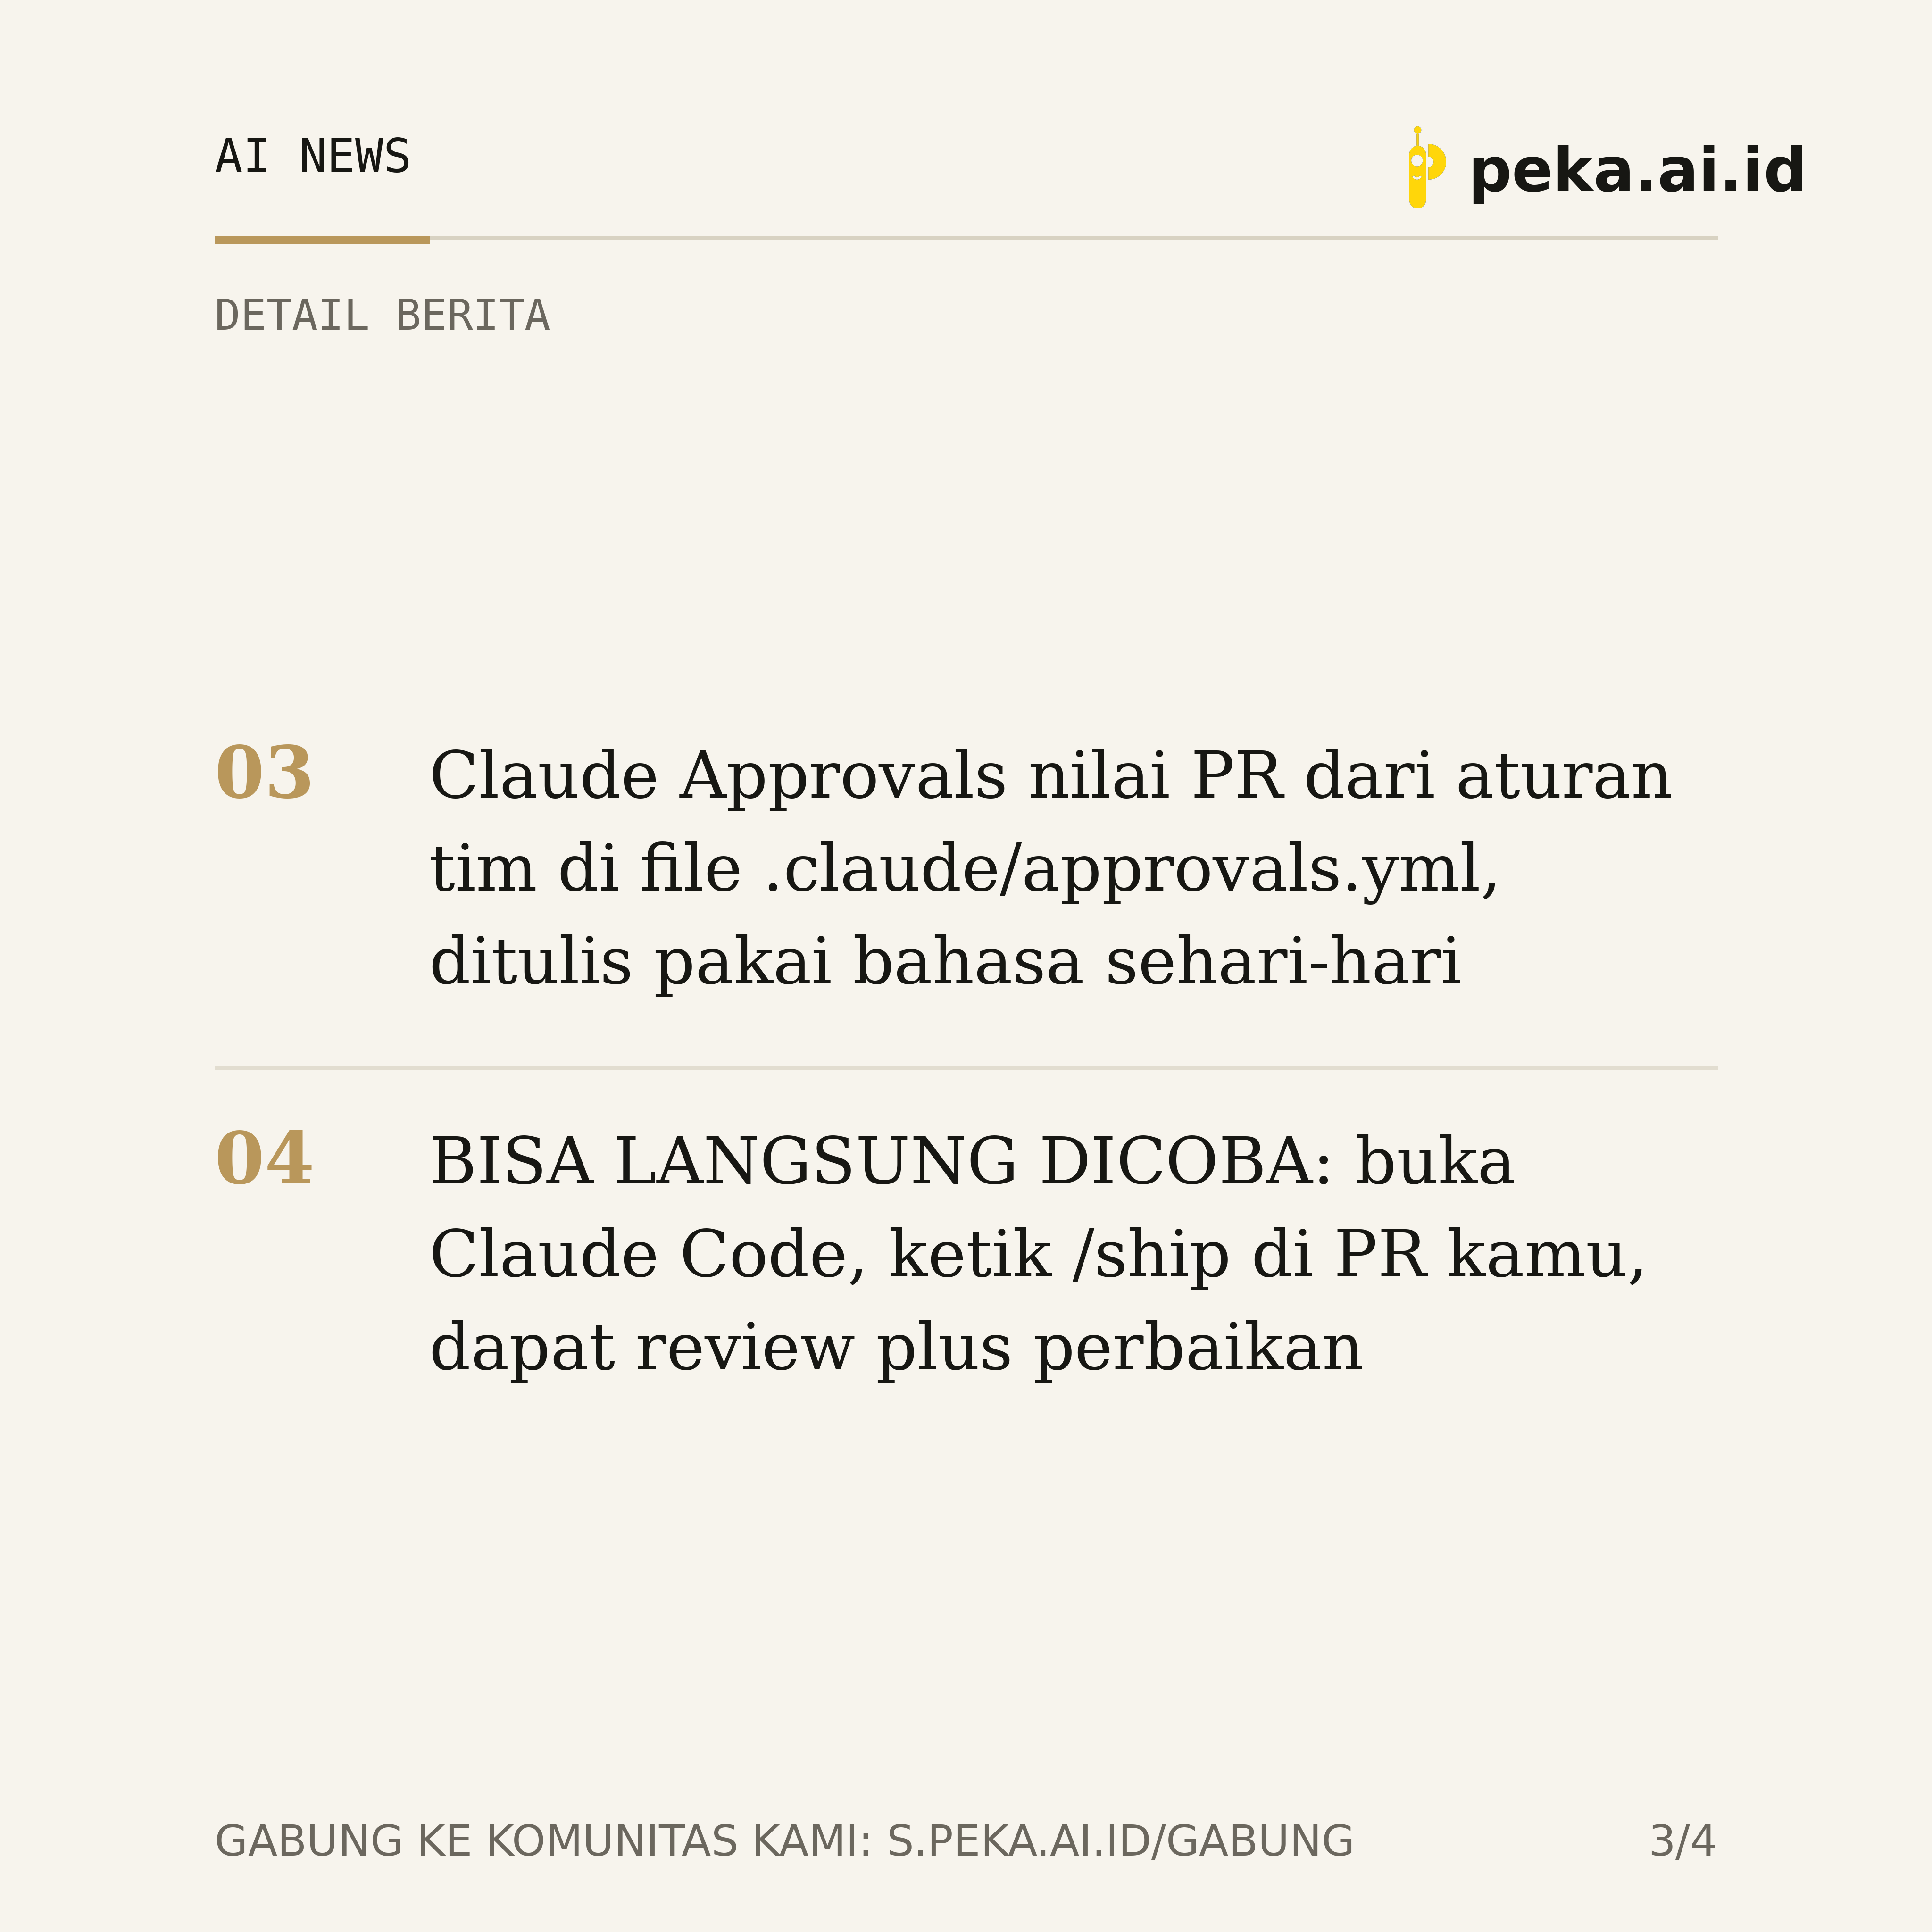 AI NEWS
peka.ai.id
DETAIL BERITA
03
Claude Approvals nilai PR dari aturan
tim di file .claude/approvals.yml,
ditulis pakai bahasa sehari-hari
04
BISA LANGSUNG DICOBA: buka
Claude Code, ketik /ship di PR kamu,
dapat review plus perbaikan
GABUNG KE KOMUNITAS KAMI: S.PEKA.AI.ID/GABUNG
3/4